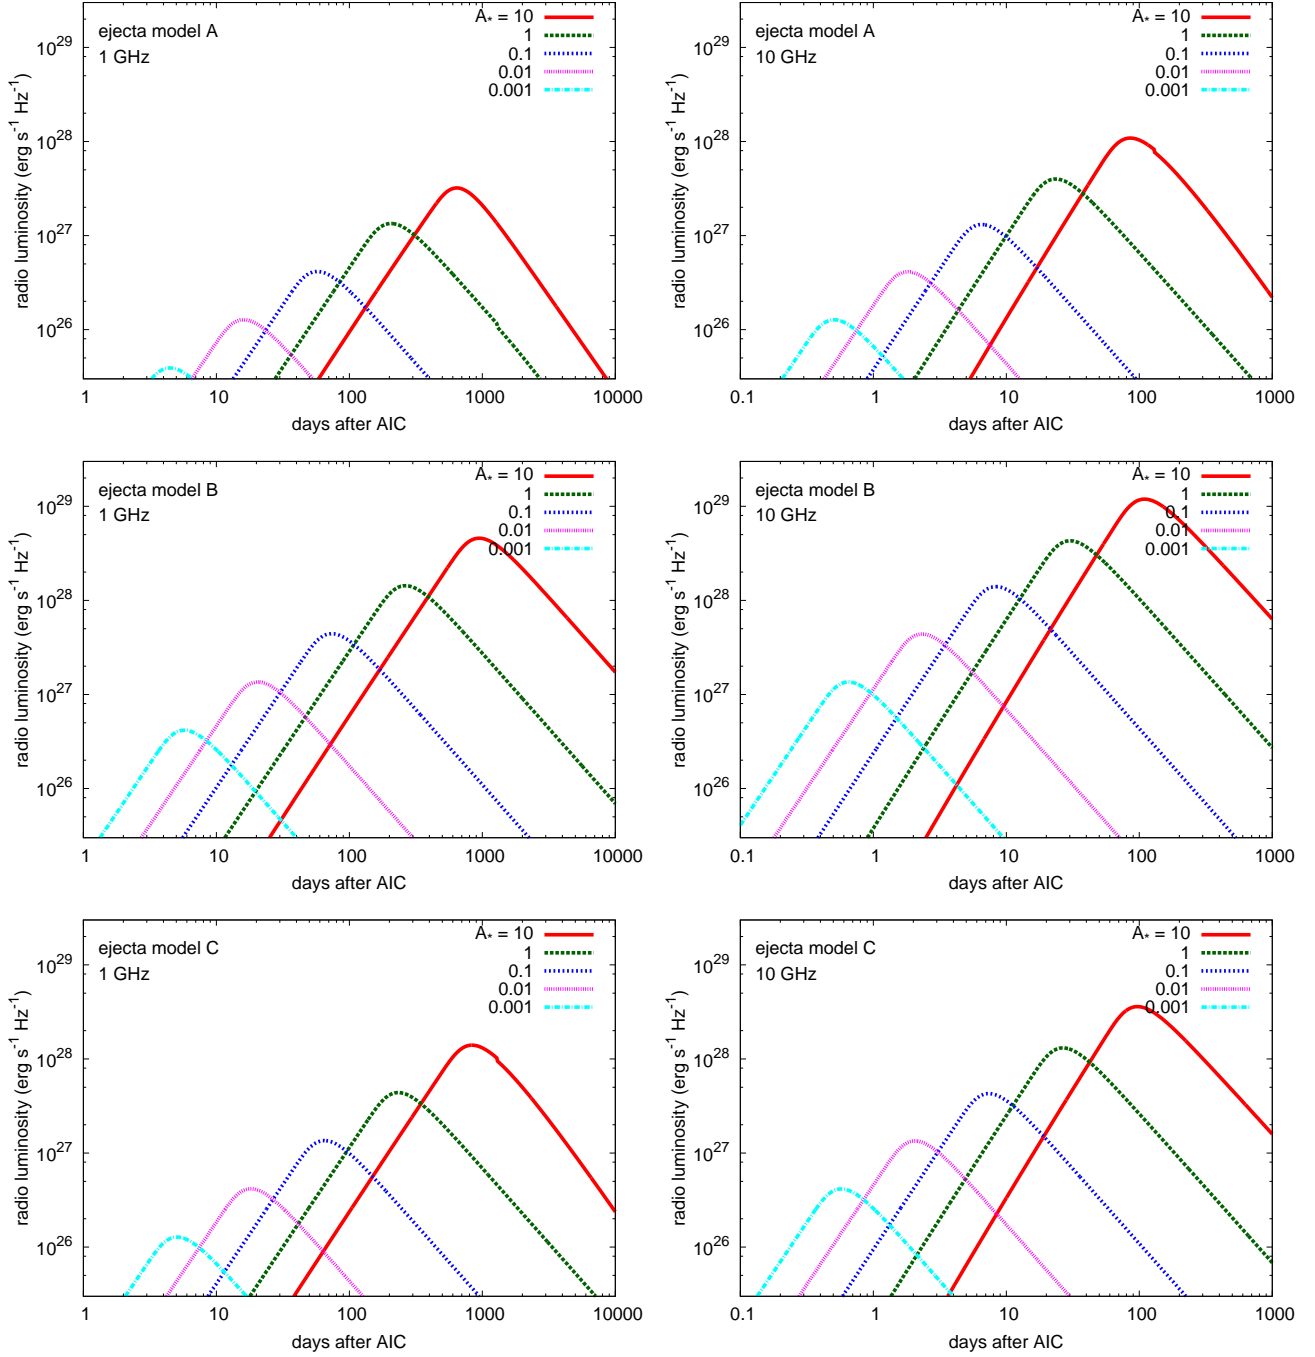 ejecta model A
1 GHz
A* = 10
1
0.1
0.01
0.001
10^29
10^28
10^27
10^26
radio luminosity (erg s^-1 Hz^-1)
1 10 100 1000 10000
days after AIC
ejecta model A
10 GHz
A* = 10
1
0.1
0.01
0.001
10^29
10^28
10^27
10^26
radio luminosity (erg s^-1 Hz^-1)
0.1 1 10 100 1000
days after AIC
ejecta model B
1 GHz
A* = 10
1
0.1
0.01
0.001
10^29
10^28
10^27
10^26
radio luminosity (erg s^-1 Hz^-1)
1 10 100 1000 10000
days after AIC
ejecta model B
10 GHz
A* = 10
1
0.1
0.01
0.001
10^29
10^28
10^27
10^26
radio luminosity (erg s^-1 Hz^-1)
0.1 1 10 100 1000
days after AIC
ejecta model C
1 GHz
A* = 10
1
0.1
0.01
0.001
10^29
10^28
10^27
10^26
radio luminosity (erg s^-1 Hz^-1)
1 10 100 1000 10000
days after AIC
ejecta model C
10 GHz
A* = 10
1
0.1
0.01
0.001
10^29
10^28
10^27
10^26
radio luminosity (erg s^-1 Hz^-1)
0.1 1 10 100 1000
days after AIC